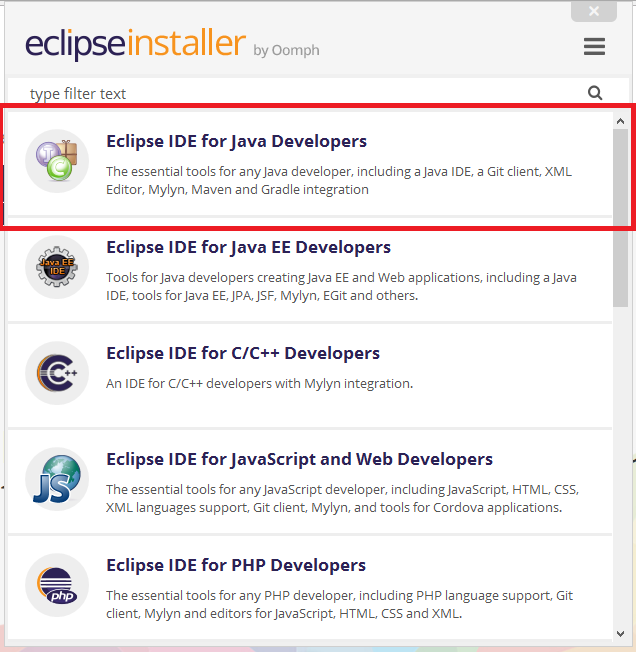 eclipseinstaller by Oomph
type filter text
Eclipse IDE for Java Developers
The essential tools for any Java developer, including a Java IDE, a Git client, XML
Editor, Mylyn, Maven and Gradle integration
Java EE
IDE
Eclipse IDE for Java EE Developers
Tools for Java developers creating Java EE and Web applications, including a Java
IDE, tools for Java EE, JPA, JSF, Mylyn, EGit and others.
C++
Eclipse IDE for C/C++ Developers
An IDE for C/C++ developers with Mylyn integration.
JS
Eclipse IDE for JavaScript and Web Developers
The essential tools for any JavaScript developer, including JavaScript, HTML, CSS,
XML languages support, Git client, Mylyn, and tools for Cordova applications.
php
Eclipse IDE for PHP Developers
The essential tools for any PHP developer, including PHP language support, Git
client, Mylyn and editors for JavaScript, HTML, CSS and XML.